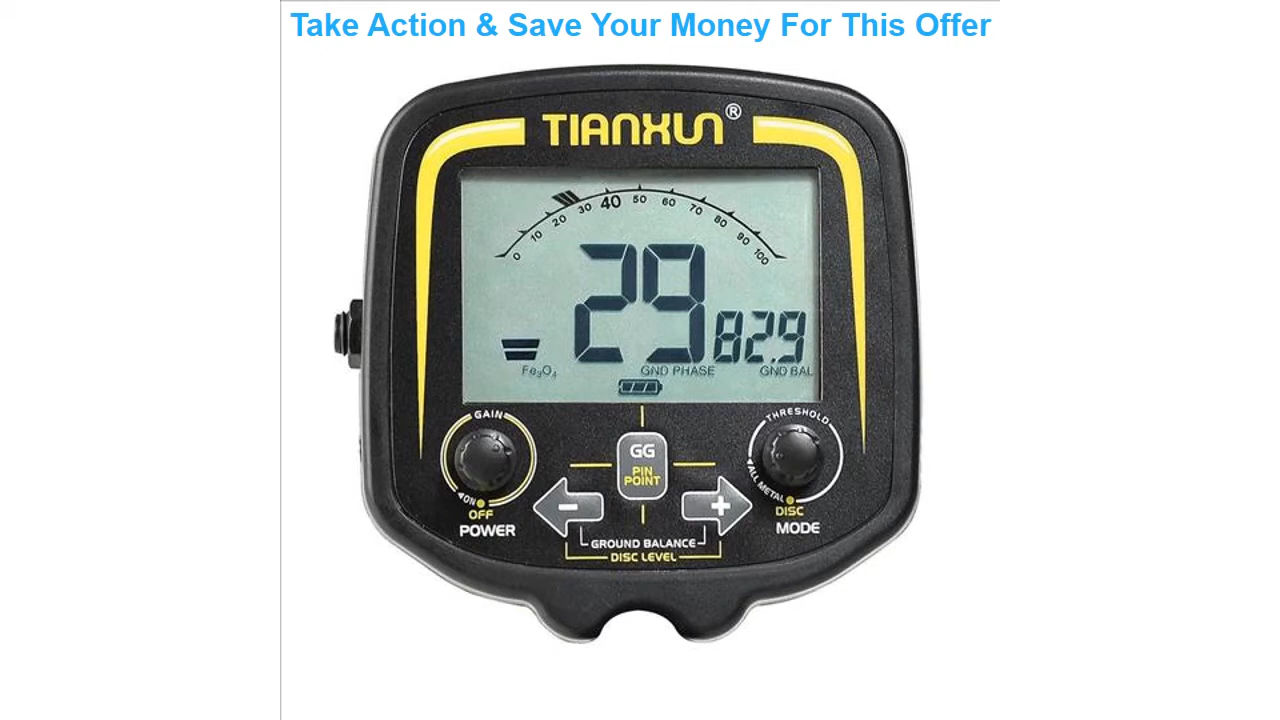 Take Action & Save Your Money For This Offer
TIANXUN®
0 10 20 30 40 50 60 70 80 90 100
29
82.9
Fe3O4 GND PHASE GND BAL
GAIN
THRESHOLD
GG
PIN
POINT
ON
OFF
POWER
ALL METAL
DISC
MODE
- +
GROUND BALANCE
DISC LEVEL